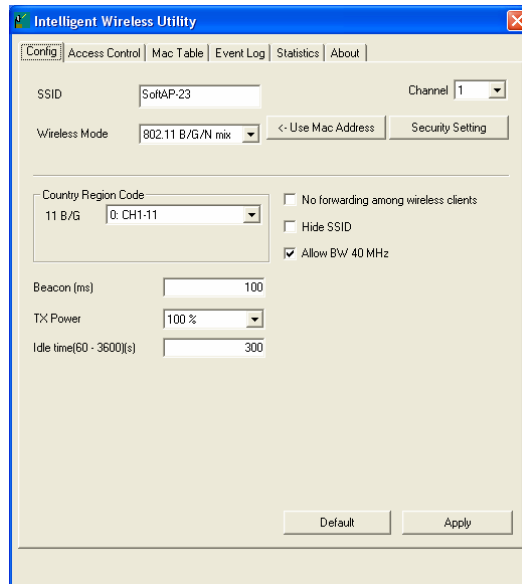 Intelligent Wireless Utility
Config Access Control Mac Table Event Log Statistics About
SSID SoftAP-23 Channel 1
Wireless Mode 802.11 B/G/N mix <- Use Mac Address Security Setting
Country Region Code
11 B/G 0: CH1-11
No forwarding among wireless clients
Hide SSID
Allow BW 40 MHz
Beacon (ms) 100
TX Power 100 %
Idle time(60 - 3600)(s) 300
Default Apply